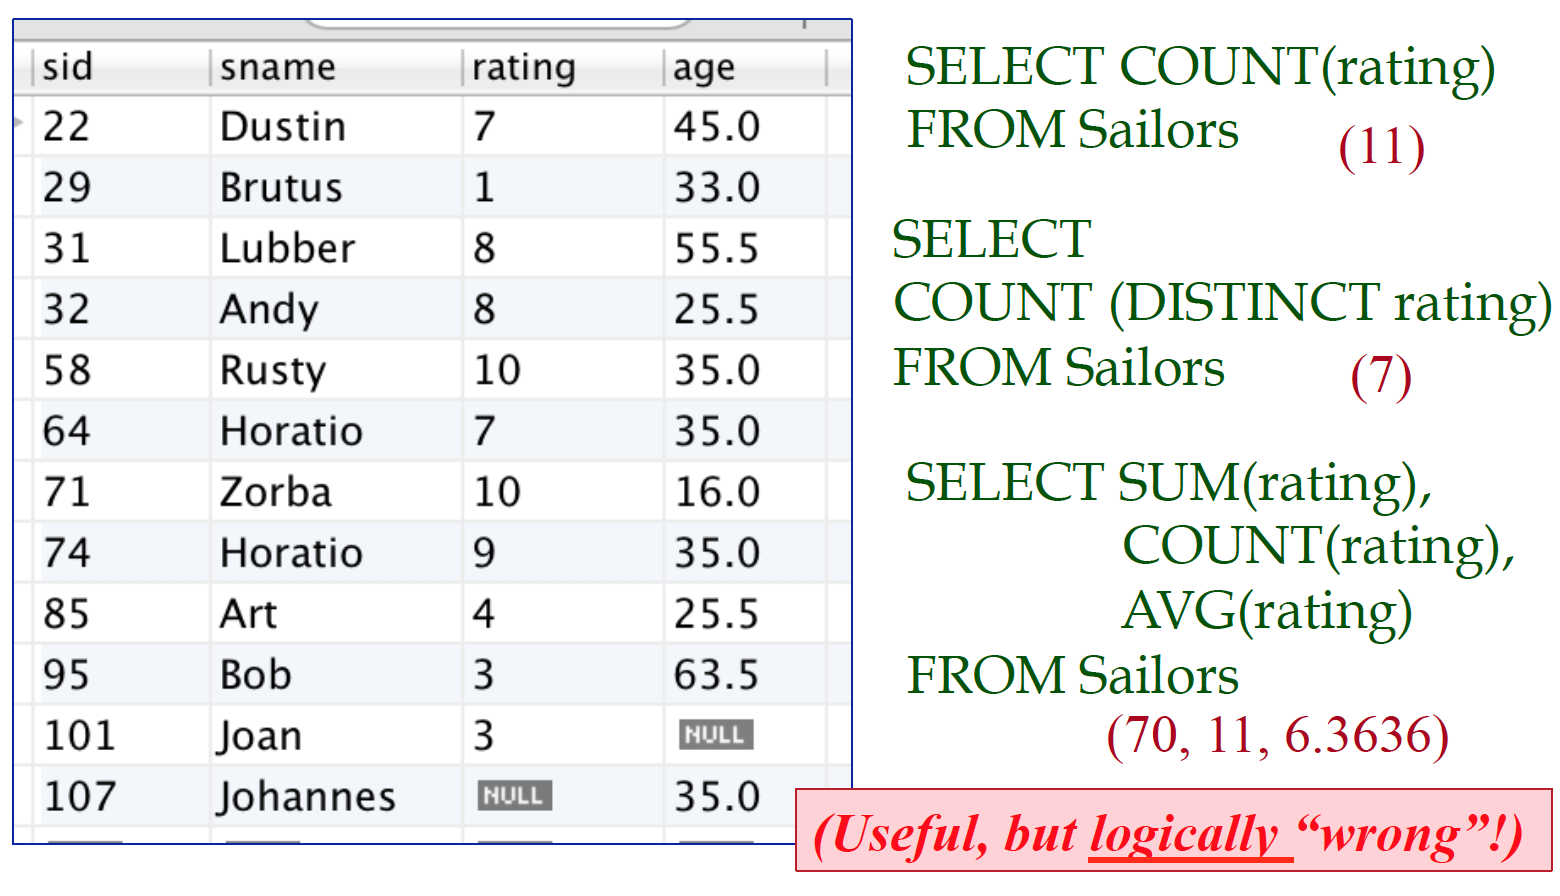 sid sname rating age
22 Dustin 7 45.0
29 Brutus 1 33.0
31 Lubber 8 55.5
32 Andy 8 25.5
58 Rusty 10 35.0
64 Horatio 7 35.0
71 Zorba 10 16.0
74 Horatio 9 35.0
85 Art 4 25.5
95 Bob 3 63.5
101 Joan 3 NULL
107 Johannes NULL 35.0
SELECT COUNT(rating)
FROM Sailors (11)
SELECT
COUNT (DISTINCT rating)
FROM Sailors (7)
SELECT SUM(rating),
COUNT(rating),
AVG(rating)
FROM Sailors
(70, 11, 6.3636)
(Useful, but logically “wrong”!)